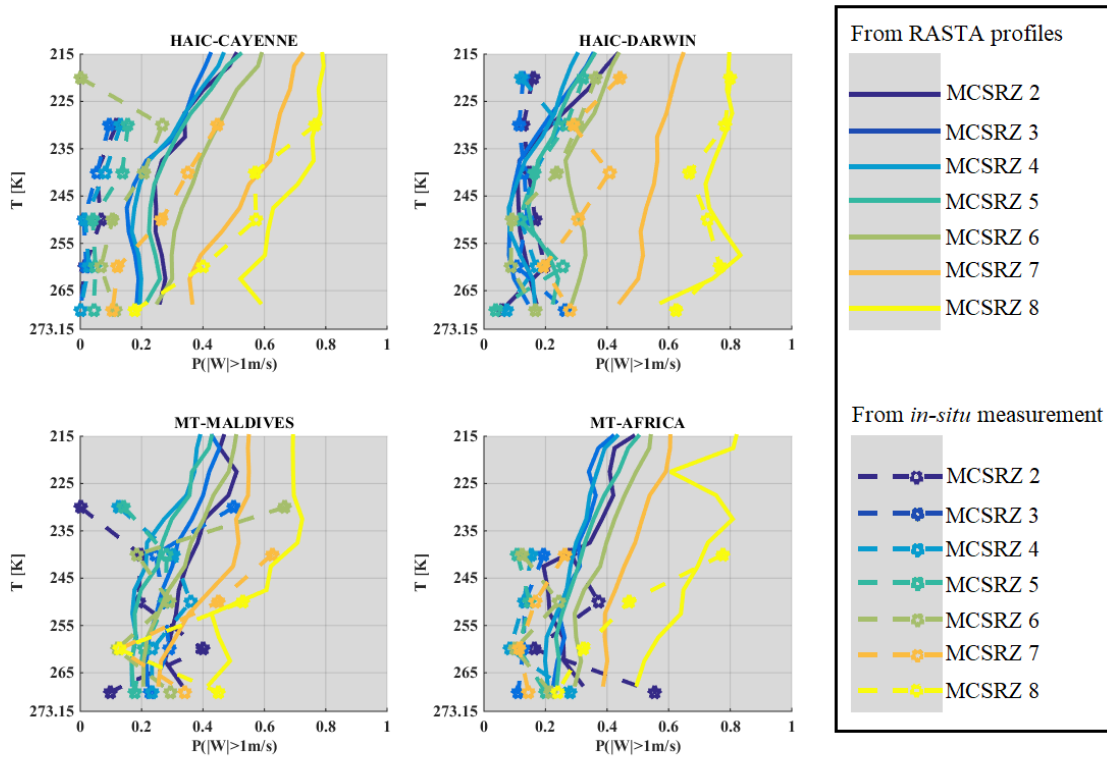 HAIC-CAYENNE
215
225
235
245
255
265
273.15
T [K]
0 0.2 0.4 0.6 0.8 1
P(|W|>1m/s)
HAIC-DARWIN
215
225
235
245
255
265
273.15
T [K]
0 0.2 0.4 0.6 0.8 1
P(|W|>1m/s)
MT-MALDIVES
215
225
235
245
255
265
273.15
T [K]
0 0.2 0.4 0.6 0.8 1
P(|W|>1m/s)
MT-AFRICA
215
225
235
245
255
265
273.15
T [K]
0 0.2 0.4 0.6 0.8 1
P(|W|>1m/s)
From RASTA profiles
MCSRZ 2
MCSRZ 3
MCSRZ 4
MCSRZ 5
MCSRZ 6
MCSRZ 7
MCSRZ 8
From in-situ measurement
MCSRZ 2
MCSRZ 3
MCSRZ 4
MCSRZ 5
MCSRZ 6
MCSRZ 7
MCSRZ 8